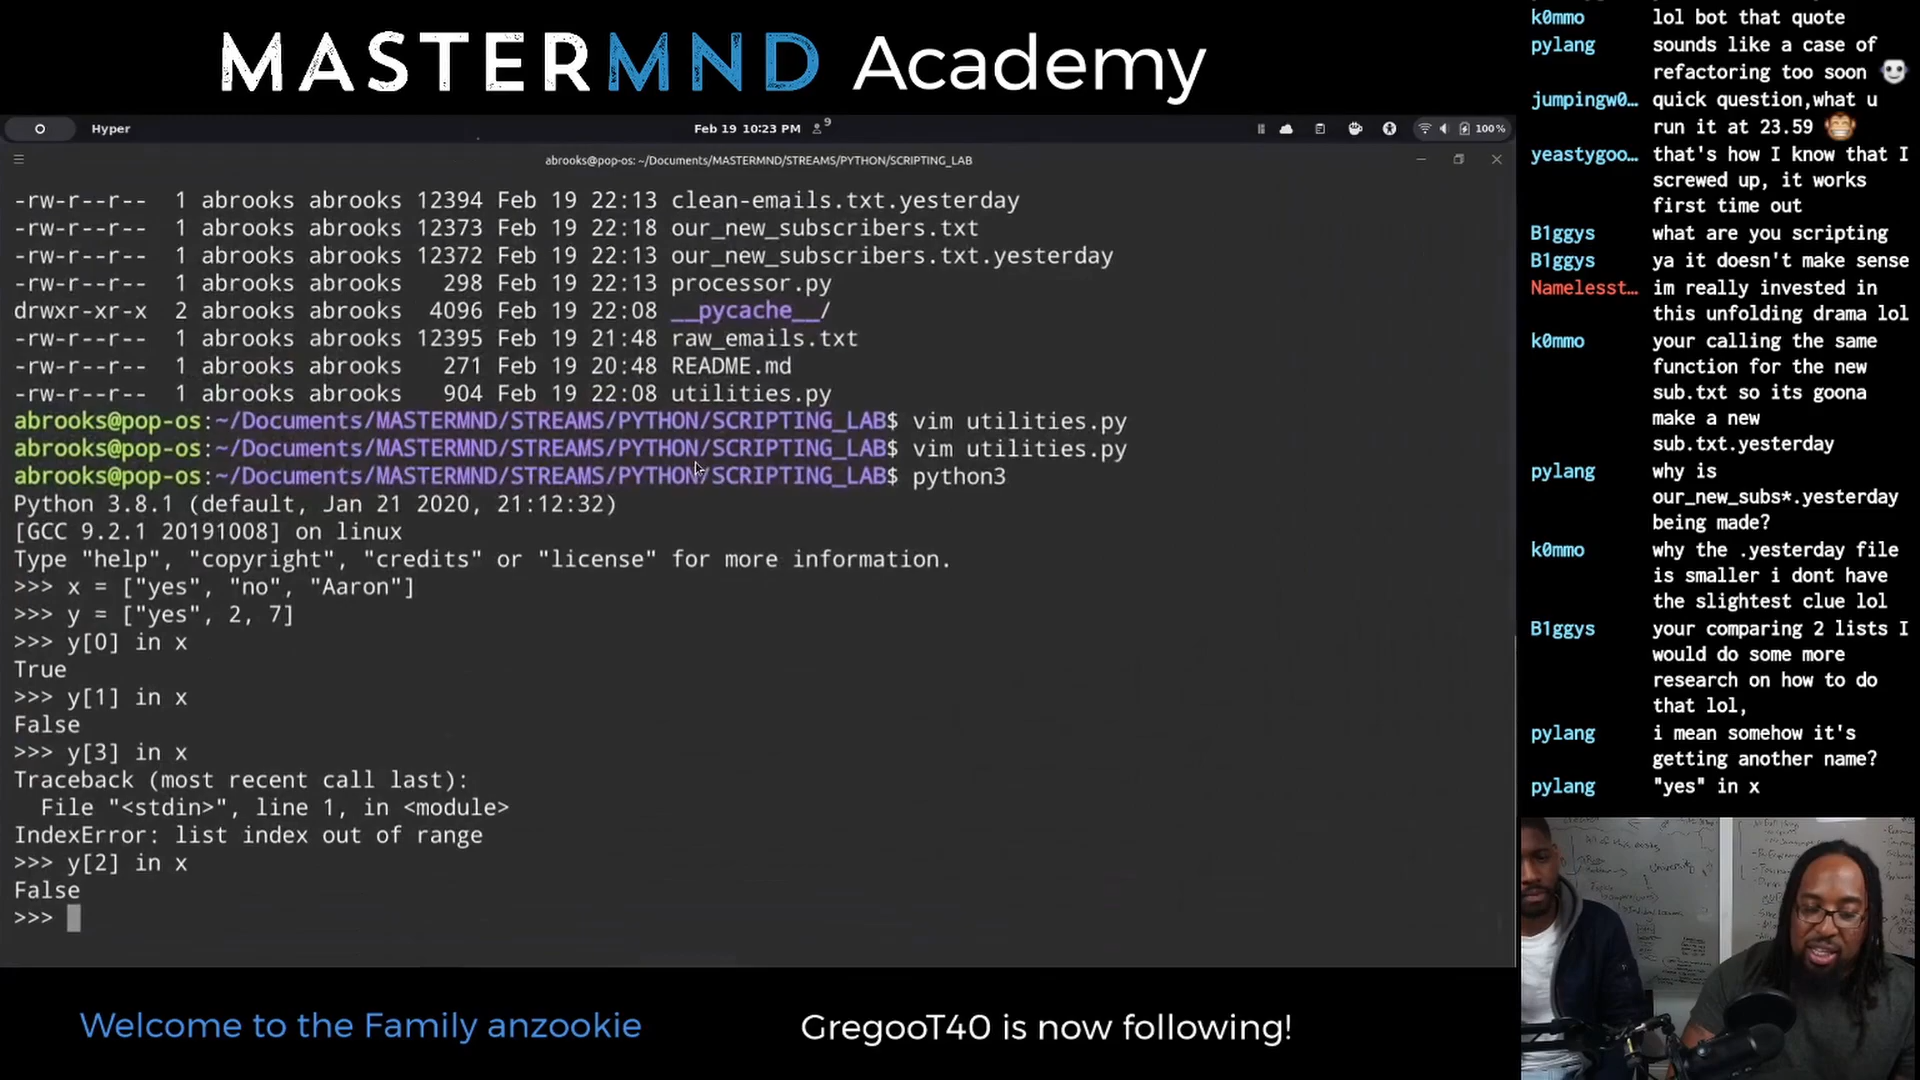 MASTERMND Academy
Hyper
Feb 19 10:23 PM
9
100%
abrooks@pop-os: ~/Documents/MASTERMND/STREAMS/PYTHON/SCRIPTING_LAB
-rw-r--r-- 1 abrooks abrooks 12394 Feb 19 22:13 clean-emails.txt.yesterday
-rw-r--r-- 1 abrooks abrooks 12373 Feb 19 22:18 our_new_subscribers.txt
-rw-r--r-- 1 abrooks abrooks 12372 Feb 19 22:13 our_new_subscribers.txt.yesterday
-rw-r--r-- 1 abrooks abrooks 298 Feb 19 22:13 processor.py
drwxr-xr-x 2 abrooks abrooks 4096 Feb 19 22:08 __pycache__/
-rw-r--r-- 1 abrooks abrooks 12395 Feb 19 21:48 raw_emails.txt
-rw-r--r-- 1 abrooks abrooks 271 Feb 19 20:48 README.md
-rw-r--r-- 1 abrooks abrooks 904 Feb 19 22:08 utilities.py
abrooks@pop-os:~/Documents/MASTERMND/STREAMS/PYTHON/SCRIPTING_LAB$ vim utilities.py
abrooks@pop-os:~/Documents/MASTERMND/STREAMS/PYTHON/SCRIPTING_LAB$ vim utilities.py
abrooks@pop-os:~/Documents/MASTERMND/STREAMS/PYTHON/SCRIPTING_LAB$ python3
Python 3.8.1 (default, Jan 21 2020, 21:12:32)
[GCC 9.2.1 20191008] on linux
Type "help", "copyright", "credits" or "license" for more information.
>>> x = ["yes", "no", "Aaron"]
>>> y = ["yes", 2, 7]
>>> y[0] in x
True
>>> y[1] in x
False
>>> y[3] in x
Traceback (most recent call last):
File "<stdin>", line 1, in <module>
IndexError: list index out of range
>>> y[2] in x
False
>>>
k0mmo lol bot that quote
pylang sounds like a case of
refactoring too soon
jumpingw0... quick question,what u
run it at 23.59
yeastygoo... that's how I know that I
screwed up, it works
first time out
B1ggys what are you scripting
B1ggys ya it doesn't make sense
Namelesst... im really invested in
this unfolding drama lol
k0mmo your calling the same
function for the new
sub.txt so its goona
make a new
sub.txt.yesterday
pylang why is
our_new_subs*.yesterday
being made?
k0mmo why the .yesterday file
is smaller i dont have
the slightest clue lol
B1ggys your comparing 2 lists I
would do some more
research on how to do
that lol,
pylang i mean somehow it's
getting another name?
pylang "yes" in x
Welcome to the Family anzookie
GregooT40 is now following!